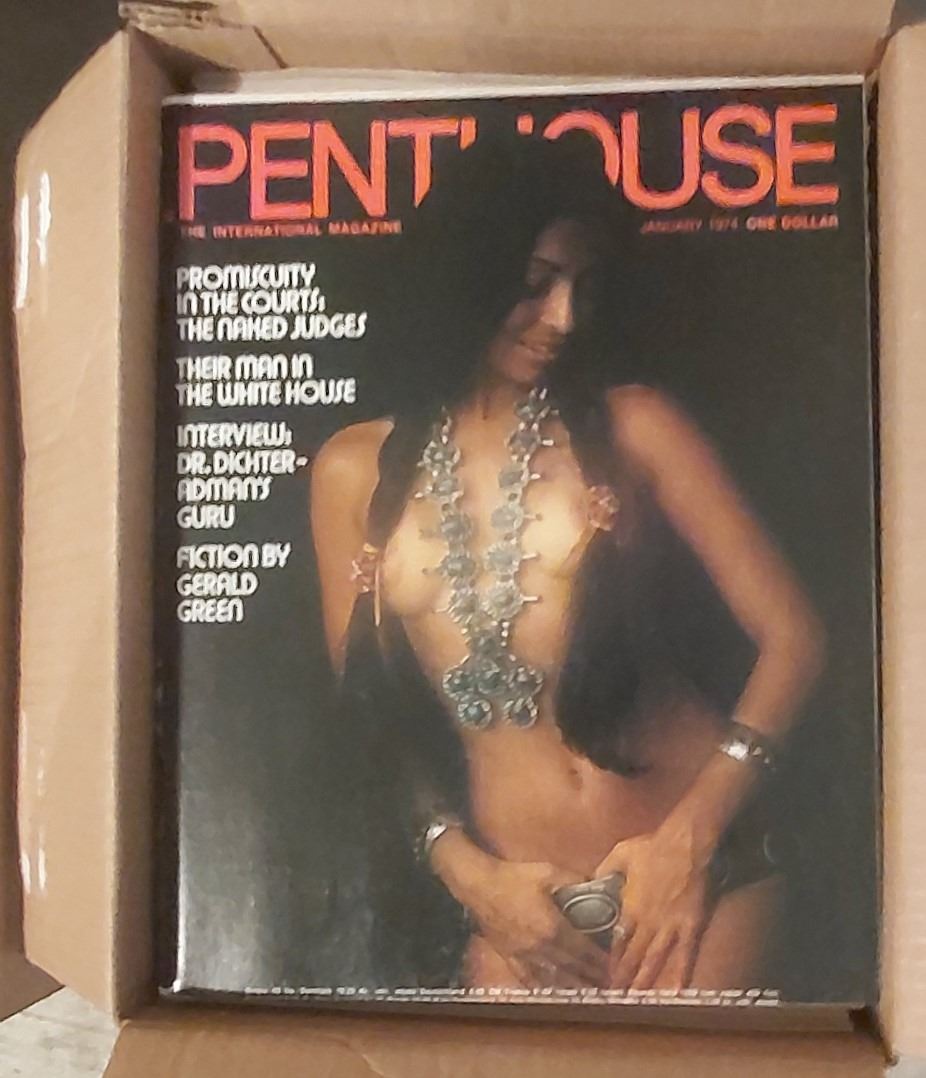 PENTHOUSE
THE INTERNATIONAL MAGAZINE
JANUARY 1974 ONE DOLLAR
PROMISCUITY
IN THE COURTS:
THE NAKED JUDGES
THEIR MAN IN
THE WHITE HOUSE
INTERVIEW:
DR. DICHTER-
ADMAN'S
GURU
FICTION BY
GERALD
GREEN